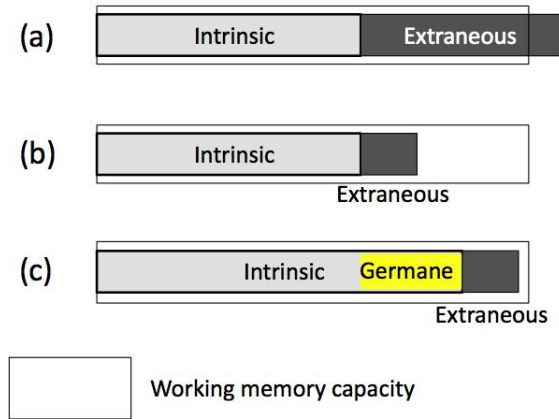 (a) Intrinsic Extraneous
(b) Intrinsic
Extraneous
(c) Intrinsic Germane
Extraneous
Working memory capacity